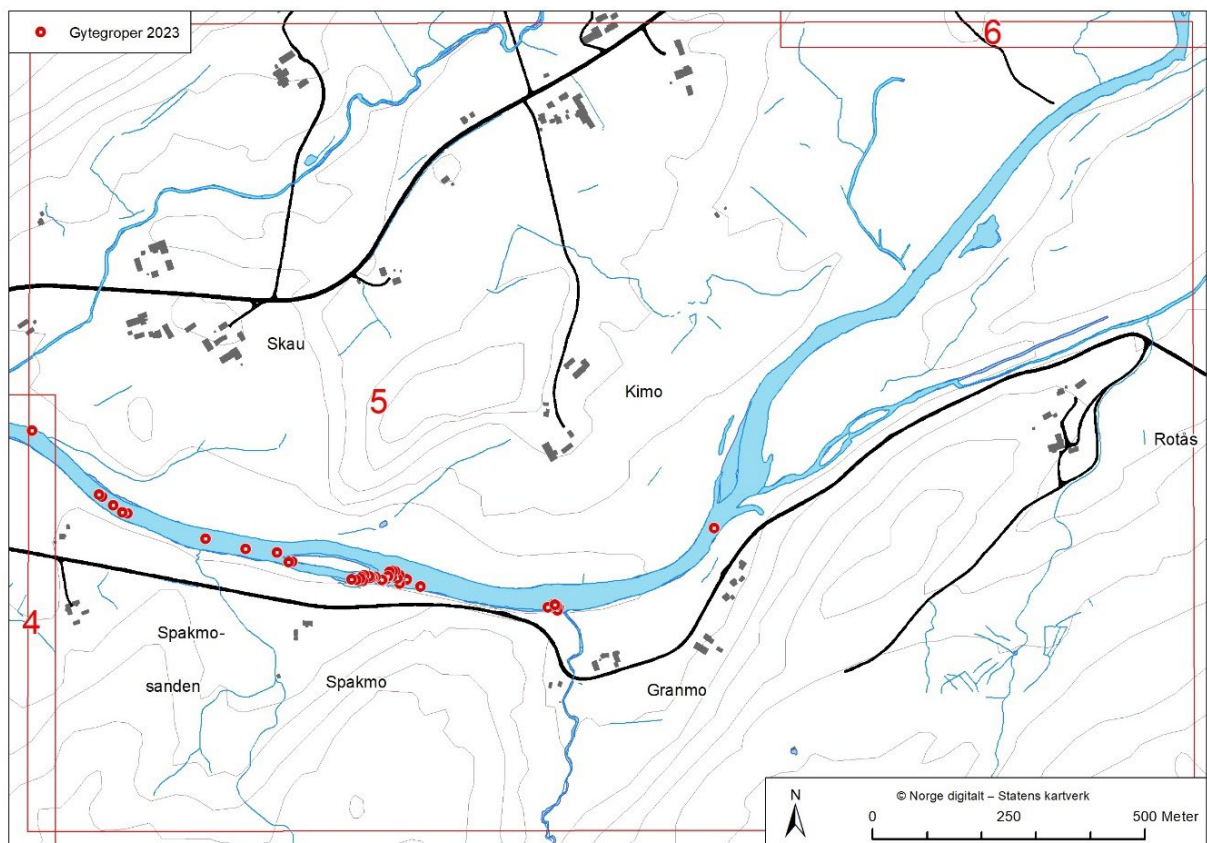 Gytegroper 2023
6
Skau
5
Kimo
Rotås
4
Spakmo-
sanden
Spakmo
Granmo
N
© Norge digitalt – Statens kartverk
0 250 500 Meter